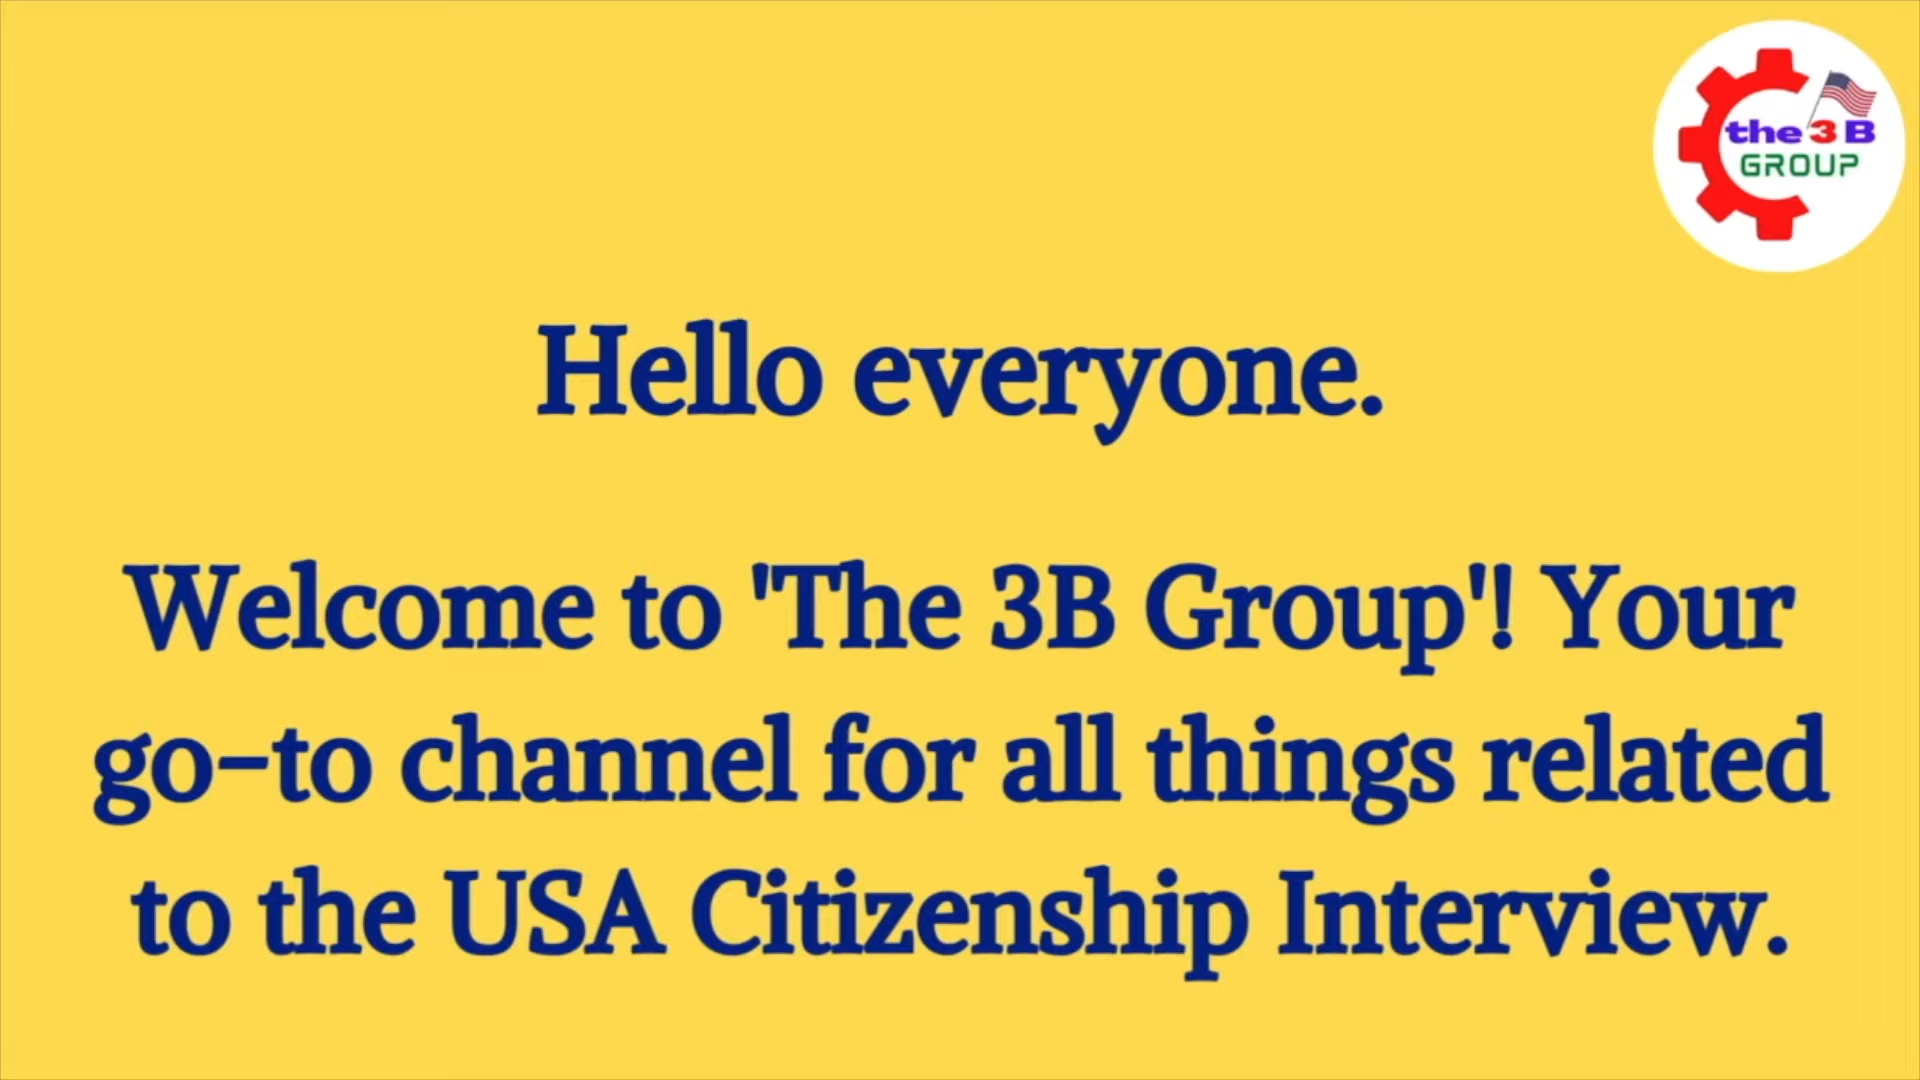 the 3 B
GROUP
Hello everyone.
Welcome to 'The 3B Group'! Your
go-to channel for all things related
to the USA Citizenship Interview.